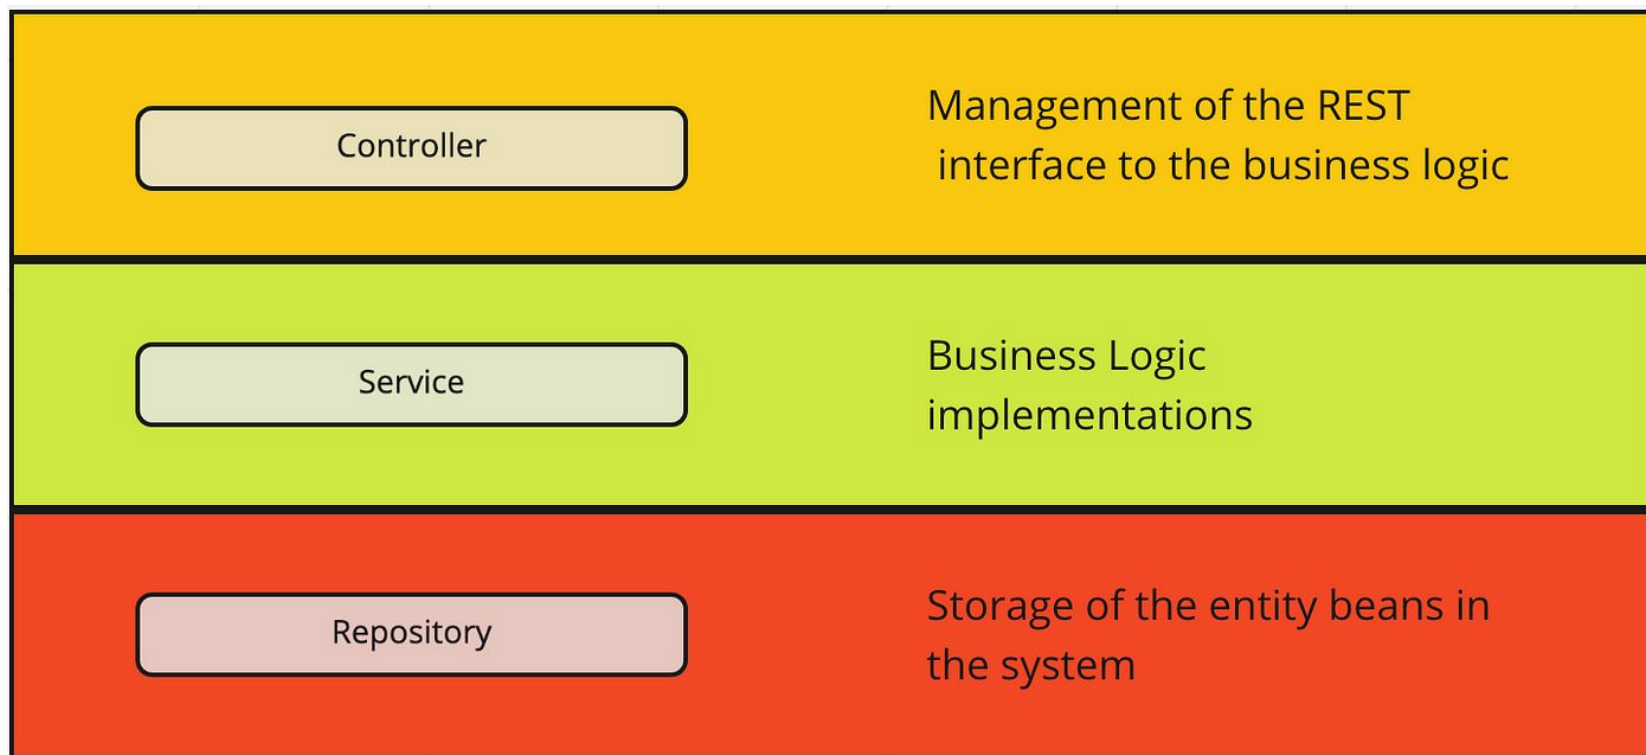 Controller
Management of the REST
interface to the business logic
Service
Business Logic
implementations
Repository
Storage of the entity beans in
the system